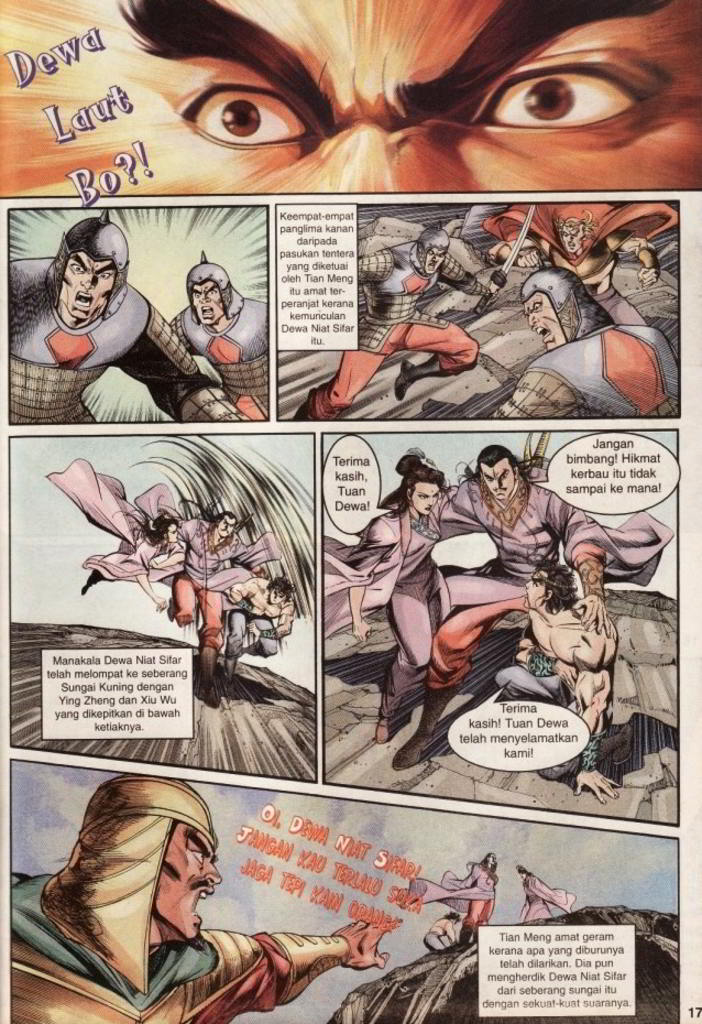 Dewa
Laut
Bo?!
Keempat-empat
panglima kanan
daripada
pasukan tentera
yang diketuai
oleh Tian Meng
itu amat ter-
peranjat kerana
kemunculan
Dewa Niat Sifar
itu.
Manakala Dewa Niat Sifar
telah melompat ke seberang
Sungai Kuning dengan
Ying Zheng dan Xiu Wu
yang dikepitkan di bawah
ketiaknya.
Terima
kasih,
Tuan
Dewa!
Jangan
bimbang! Hikmat
kerbau itu tidak
sampai ke mana!
Terima
kasih! Tuan Dewa
telah menyelamatkan
kami!
OI, DEWA NIAT SIFAR!
JANGAN KAU TERLALU SUKA
JAGA TEPI KAIN ORANG!
Tian Meng amat geram
kerana apa yang diburunya
telah dilarikan. Dia pun
mengherdik Dewa Niat Sifar
dari seberang sungai itu
dengan sekuat-kuat suaranya.
17